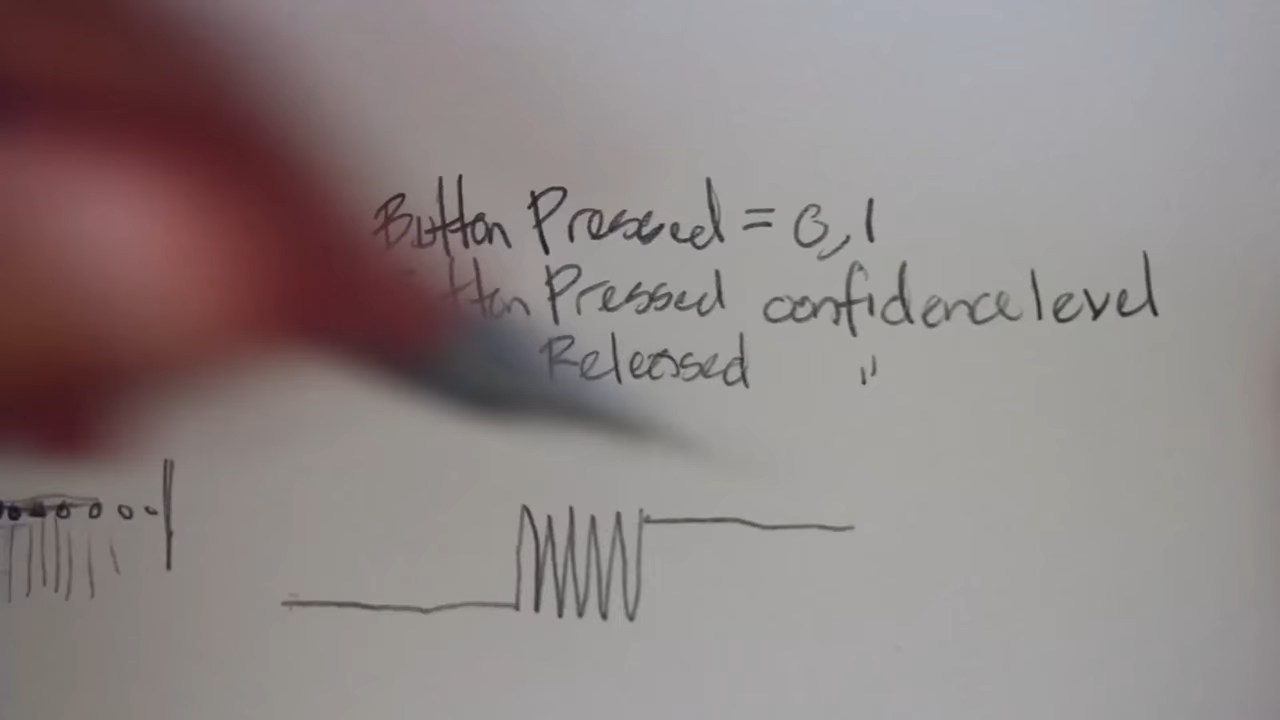 Button Pressed = 0,1
Pressed confidence level
Released "